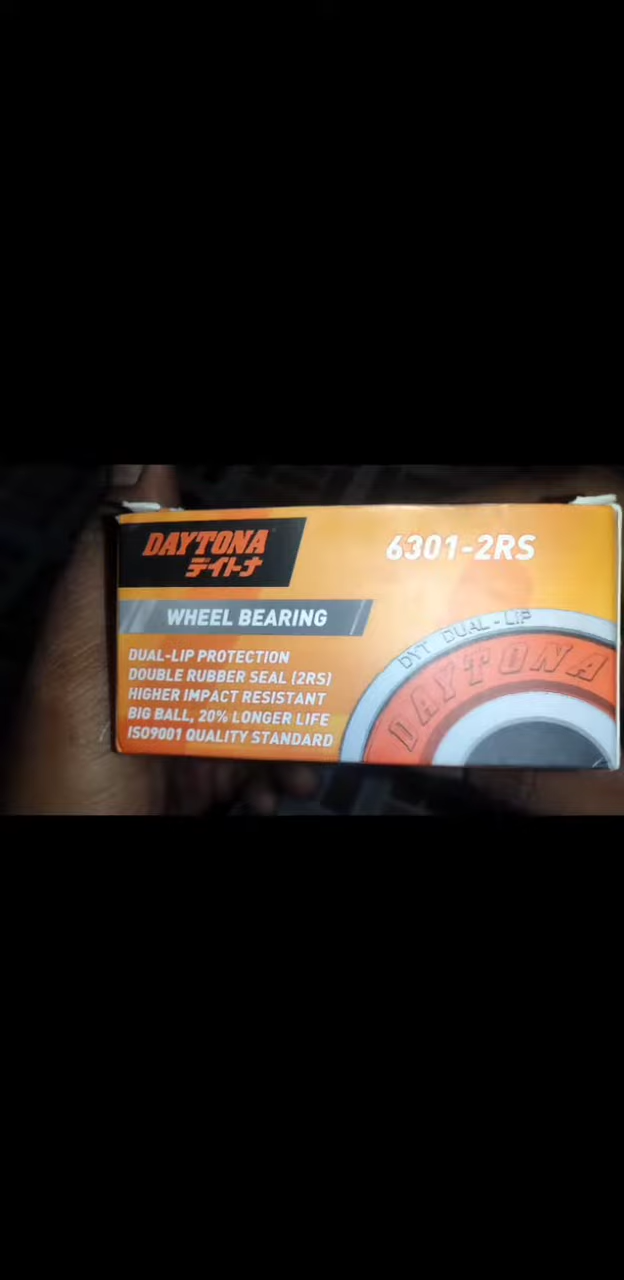 DAYTONA
デイトナ
6301-2RS
WHEEL BEARING
DUAL-LIP PROTECTION
DOUBLE RUBBER SEAL (2RS)
HIGHER IMPACT RESISTANT
BIG BALL, 20% LONGER LIFE
ISO9001 QUALITY STANDARD
DYT DUAL-LIP
DAYTONA